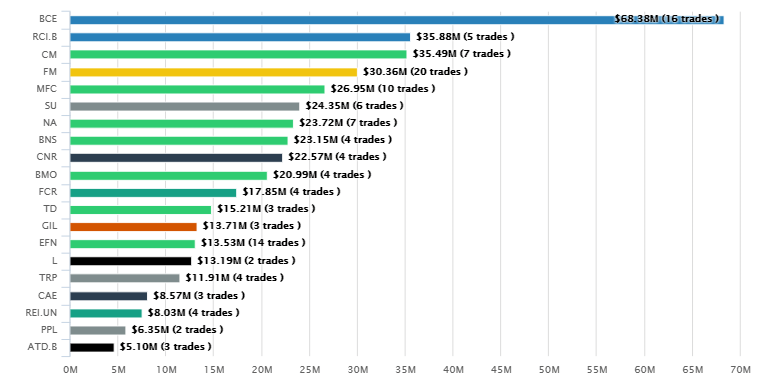 BCE $68.38M (16 trades )
RCI.B $35.88M (5 trades )
CM $35.49M (7 trades )
FM $30.36M (20 trades )
MFC $26.95M (10 trades )
SU $24.35M (6 trades )
NA $23.72M (7 trades )
BNS $23.15M (4 trades )
CNR $22.57M (4 trades )
BMO $20.99M (4 trades )
FCR $17.85M (4 trades )
TD $15.21M (3 trades )
GIL $13.71M (3 trades )
EFN $13.53M (14 trades )
L $13.19M (2 trades )
TRP $11.91M (4 trades )
CAE $8.57M (3 trades )
REI.UN $8.03M (4 trades )
PPL $6.35M (2 trades )
ATD.B $5.10M (3 trades )
0M 5M 10M 15M 20M 25M 30M 35M 40M 45M 50M 55M 60M 65M 70M